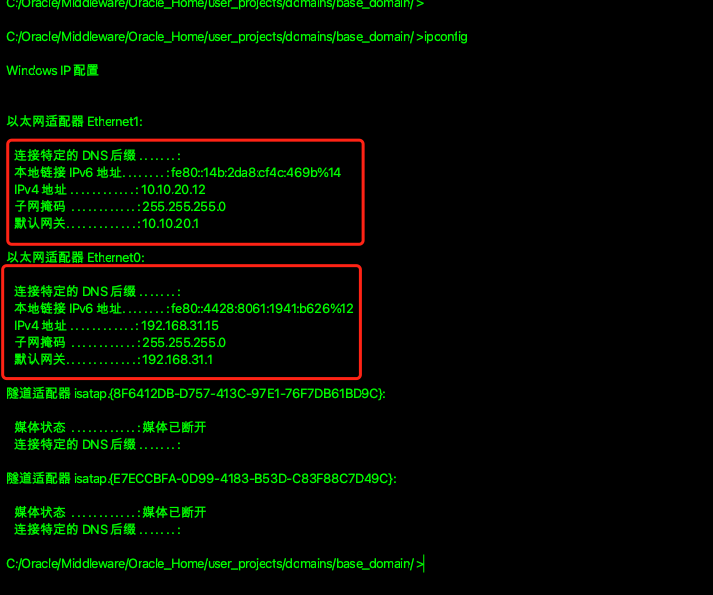 C:/Oracle/Middleware/Oracle_Home/user_projects/domains/base_domain/ >
C:/Oracle/Middleware/Oracle_Home/user_projects/domains/base_domain/ >ipconfig
Windows IP 配置
以太网适配器 Ethernet1:
连接特定的 DNS 后缀 . . . . . . . :
本地链接 IPv6 地址. . . . . . . . : fe80::14b:2da8:cf4c:469b%14
IPv4 地址 . . . . . . . . . . . . : 10.10.20.12
子网掩码 . . . . . . . . . . . . : 255.255.255.0
默认网关. . . . . . . . . . . . . : 10.10.20.1
以太网适配器 Ethernet0:
连接特定的 DNS 后缀 . . . . . . . :
本地链接 IPv6 地址. . . . . . . . : fe80::4428:8061:1941:b626%12
IPv4 地址 . . . . . . . . . . . . : 192.168.31.15
子网掩码 . . . . . . . . . . . . : 255.255.255.0
默认网关. . . . . . . . . . . . . : 192.168.31.1
隧道适配器 isatap.{8F6412DB-D757-413C-97E1-76F7DB61BD9C}:
媒体状态 . . . . . . . . . . . . : 媒体已断开
连接特定的 DNS 后缀 . . . . . . . :
隧道适配器 isatap.{E7ECCBFA-0D99-4183-B53D-C83F88C7D49C}:
媒体状态 . . . . . . . . . . . . : 媒体已断开
连接特定的 DNS 后缀 . . . . . . . :
C:/Oracle/Middleware/Oracle_Home/user_projects/domains/base_domain/ >